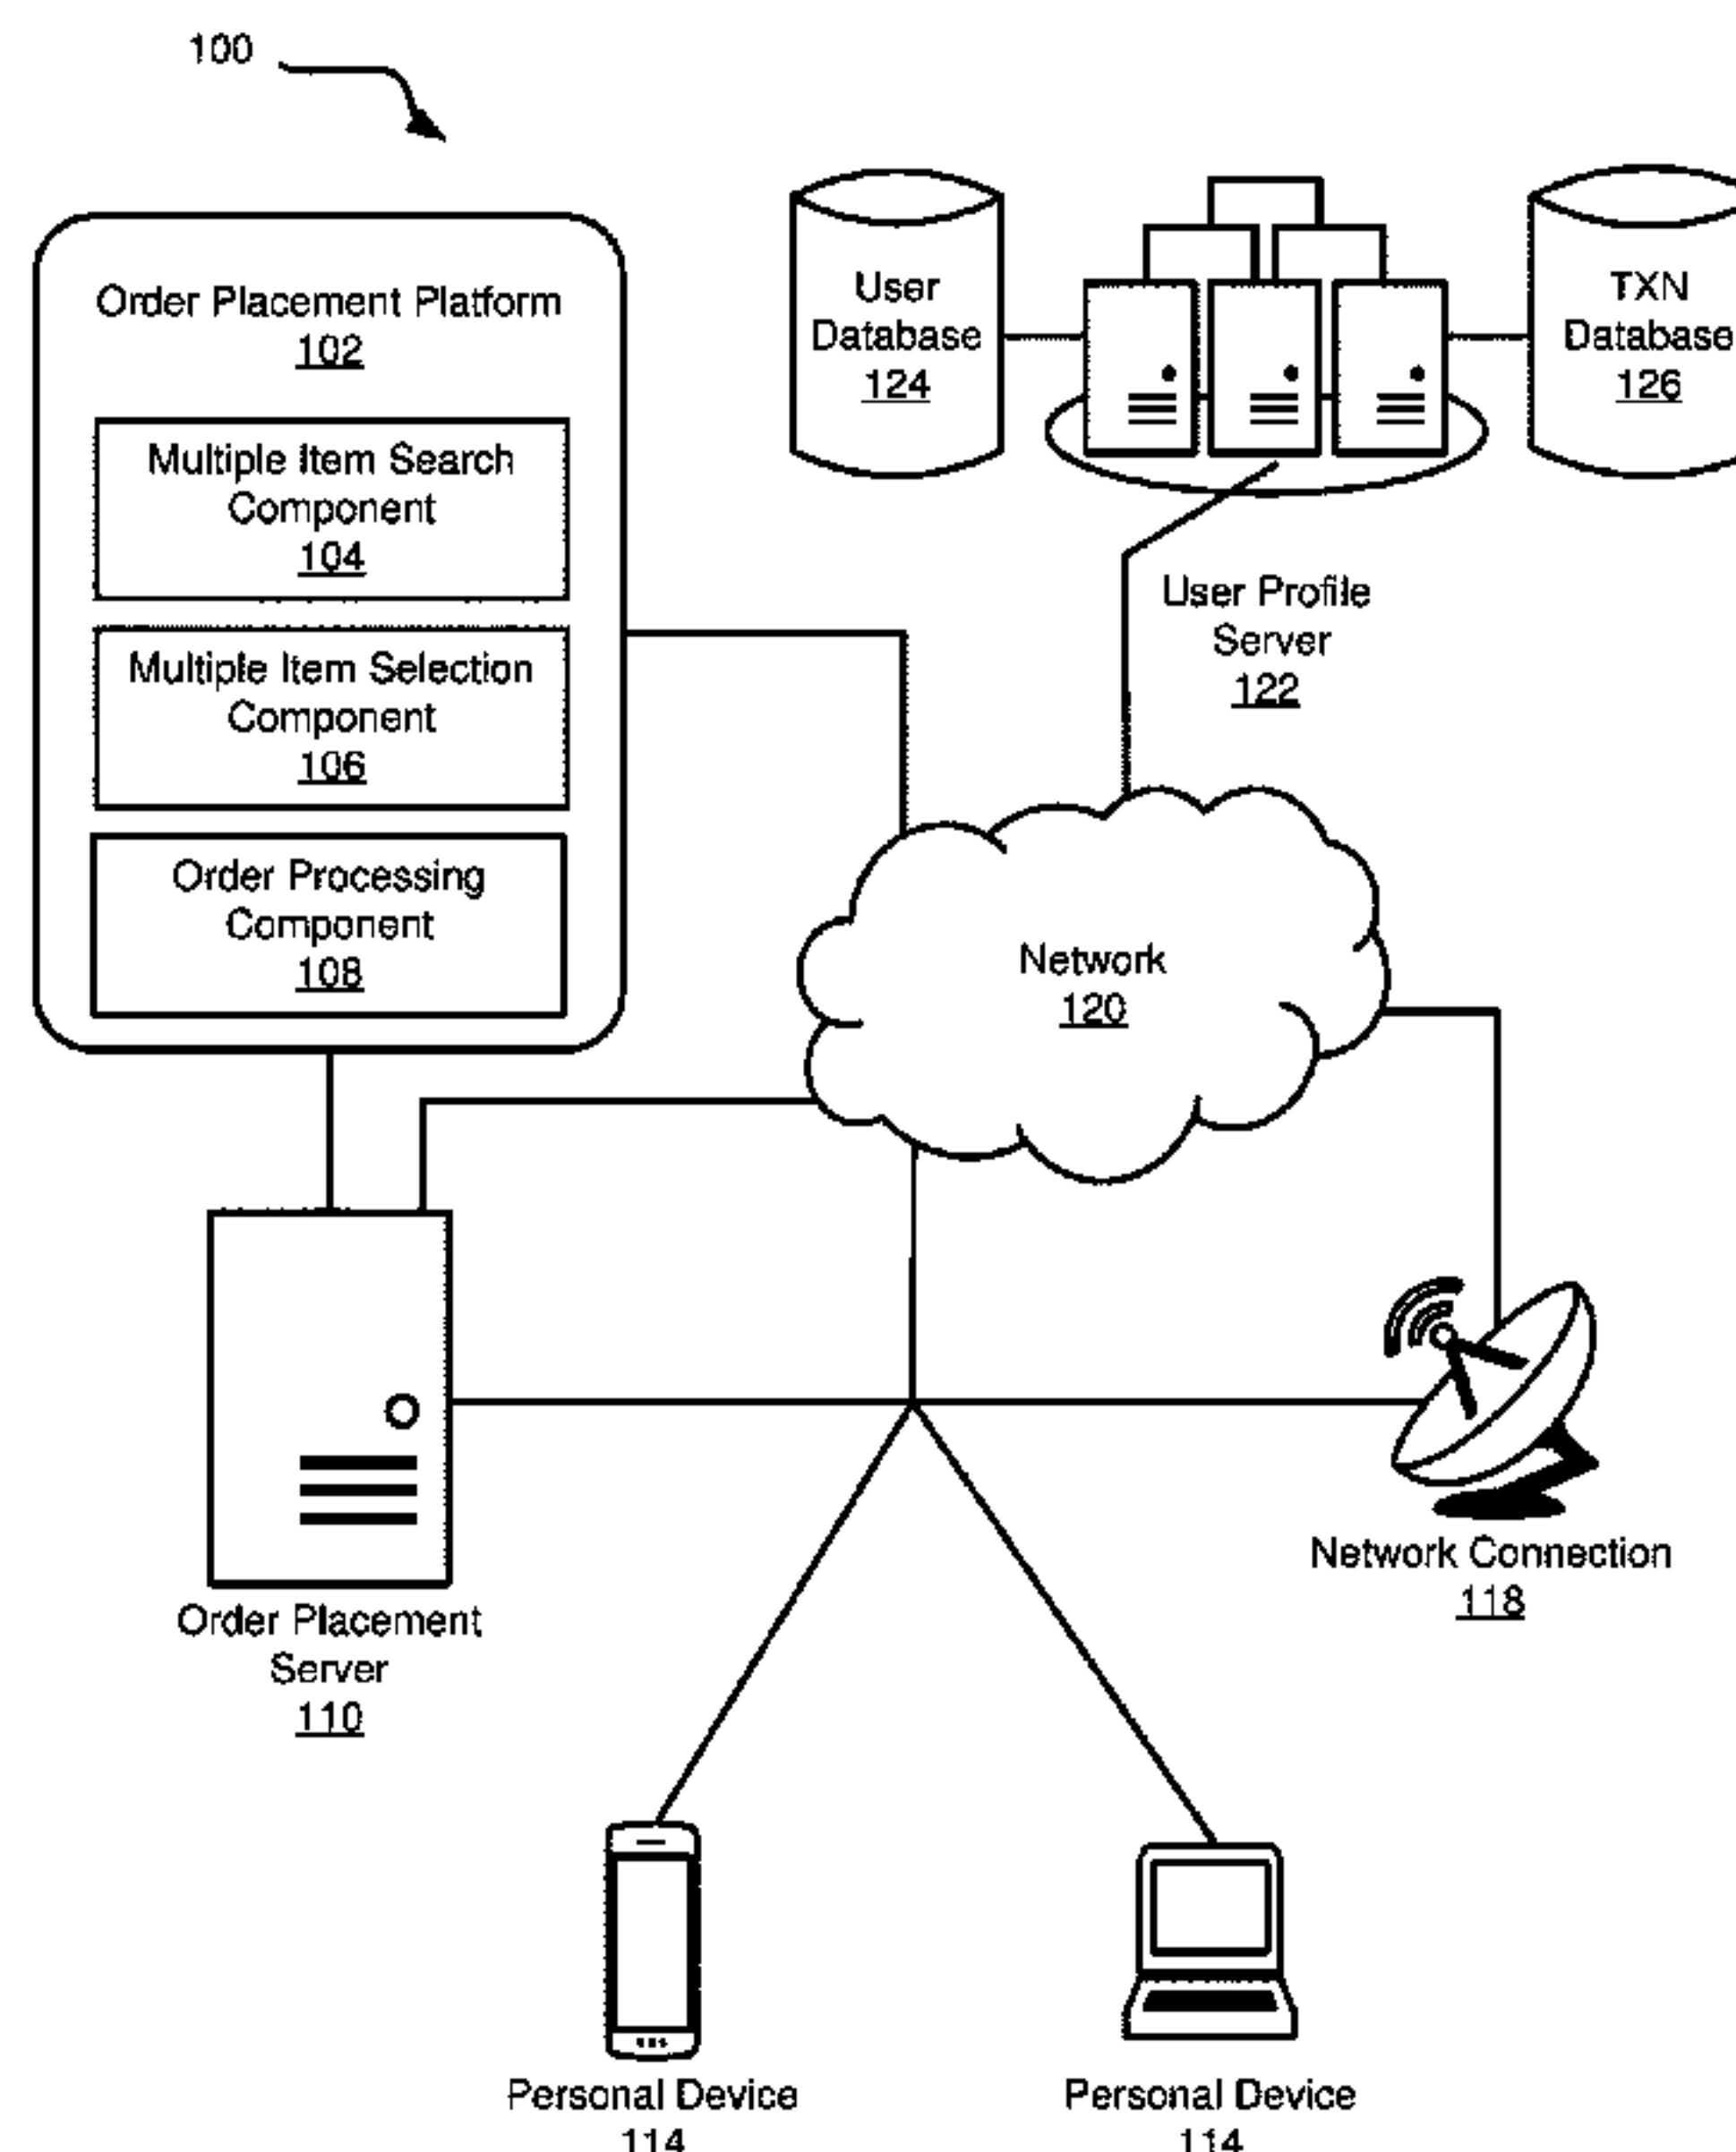 100
Order Placement Platform
102
Multiple Item Search
Component
104
Multiple Item Selection
Component
106
Order Processing
Component
108
User
Database
124
TXN
Database
126
User Profile
Server
122
Network
120
Order Placement
Server
110
Network Connection
118
Personal Device
114
Personal Device
114